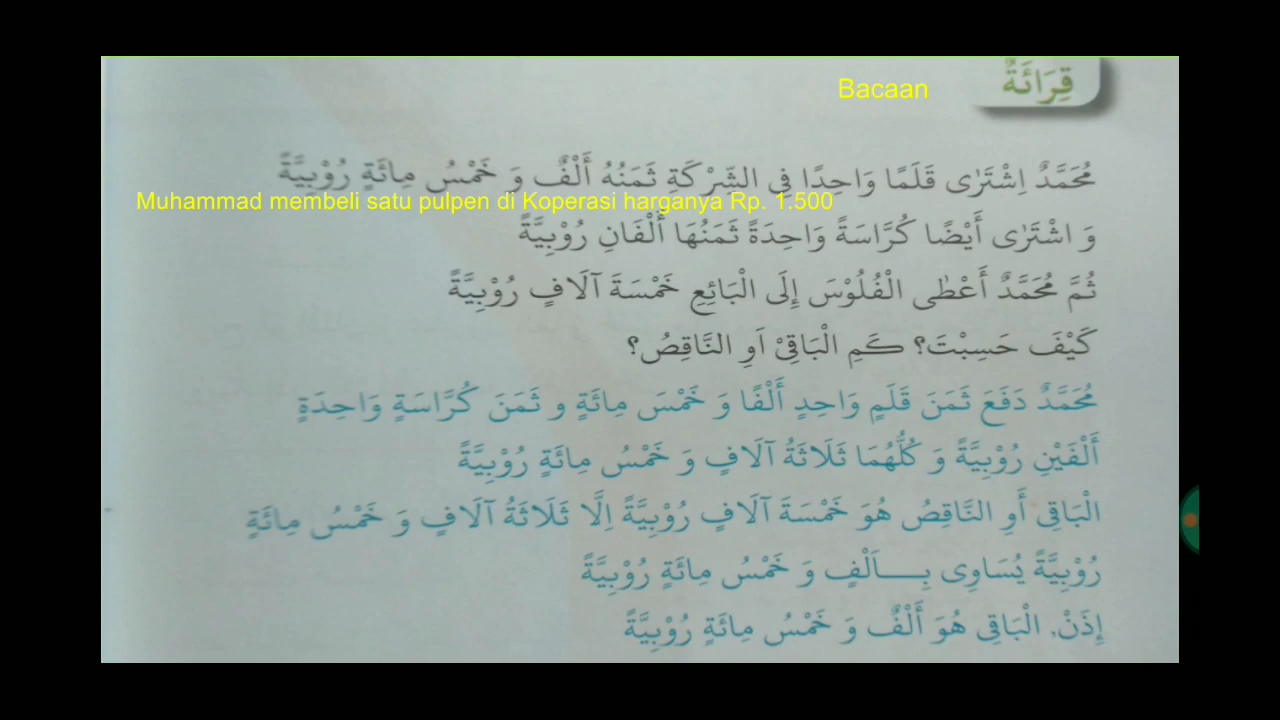 قِرَائَةٌ
Bacaan
مُحَمَّدٌ اِشْتَرٰى قَلَمًا وَاحِدًا فِي الشِّرْكَةِ ثَمَنُهُ أَلْفٌ وَ خَمْسُ مِائَةٍ رُوْبِيَّةً
Muhammad membeli satu pulpen di Koperasi harganya Rp. 1.500
وَ اشْتَرٰى أَيْضًا كُرَّاسَةً وَاحِدَةً ثَمَنُهَا أَلْفَانِ رُوْبِيَّةً
ثُمَّ مُحَمَّدٌ أَعْطٰى الْفُلُوْسَ إِلَى الْبَائِعِ خَمْسَةَ آلَافٍ رُوْبِيَّةً
كَيْفَ حَسِبْتَ؟ كَمِ الْبَاقِيْ اَوِ النَّاقِصُ؟
مُحَمَّدٌ دَفَعَ ثَمَنَ قَلَمٍ وَاحِدٍ أَلْفًا وَ خَمْسَ مِائَةٍ و ثَمَنَ كُرَّاسَةٍ وَاحِدَةٍ
أَلْفَيْنِ رُوْبِيَّةً وَ كُلُّهُمَا ثَلَاثَةُ آلَافٍ وَ خَمْسُ مِائَةٍ رُوْبِيَّةً
الْبَاقِى أَوِ النَّاقِصُ هُوَ خَمْسَةَ آلَافٍ رُوْبِيَّةً اِلَّا ثَلَاثَةُ آلَافٍ وَ خَمْسُ مِائَةٍ
رُوْبِيَّةً يُسَاوِى بِـــاَلْفٍ وَ خَمْسُ مِائَةٍ رُوْبِيَّةً
إِذَنْ, الْبَاقِى هُوَ أَلْفٌ وَ خَمْسُ مِائَةٍ رُوْبِيَّةً